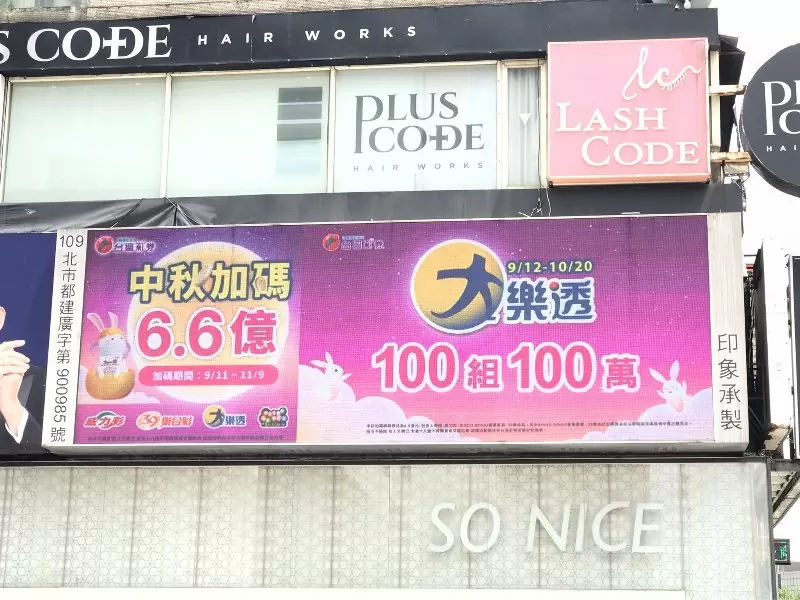 S CODE HAIR WORKS
PLUS
CODE
HAIR WORKS
lc
LASH
CODE
109
北市都建廣字第900985號
台灣彩券
中秋加碼
6.6億
加碼期間：9/11－11/9
威力彩
39樂合彩
大樂透
台灣彩券
9/12-10/20
大樂透
100組100萬
印象承製
SO NICE